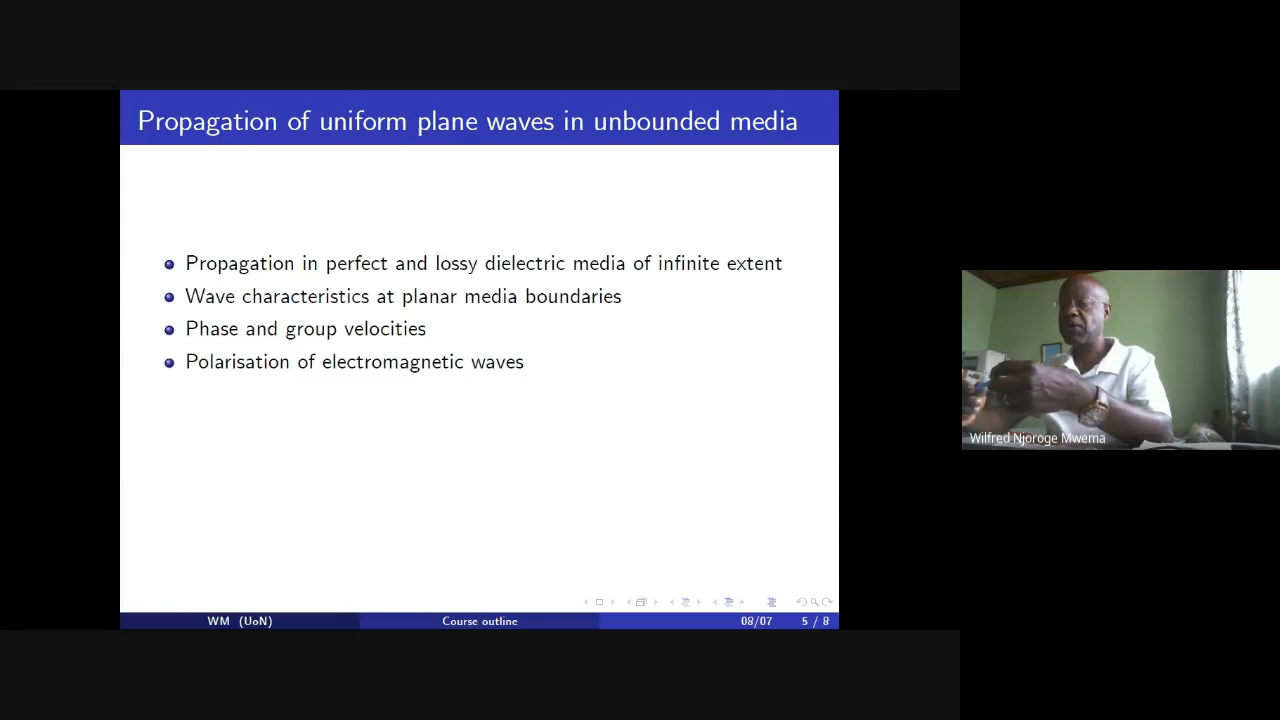 Propagation of uniform plane waves in unbounded media
Propagation in perfect and lossy dielectric media of infinite extent
Wave characteristics at planar media boundaries
Phase and group velocities
Polarisation of electromagnetic waves
WM (UoN)
Course outline
08/07
5 / 8
Wilfred Njoroge Mwema